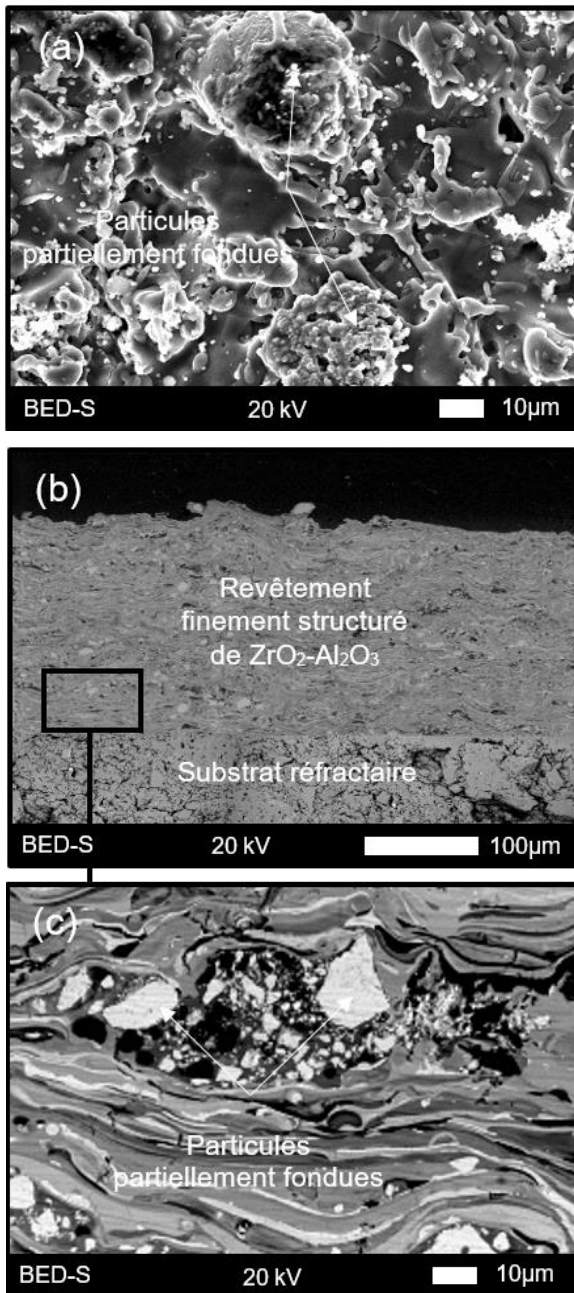 (a)
Particules
partiellement fondues
BED-S 20 kV 10µm
(b)
Revêtement
finement structuré
de ZrO₂-Al₂O₃
Substrat réfractaire
BED-S 20 kV 100µm
(c)
Particules
partiellement fondues
BED-S 20 kV 10µm